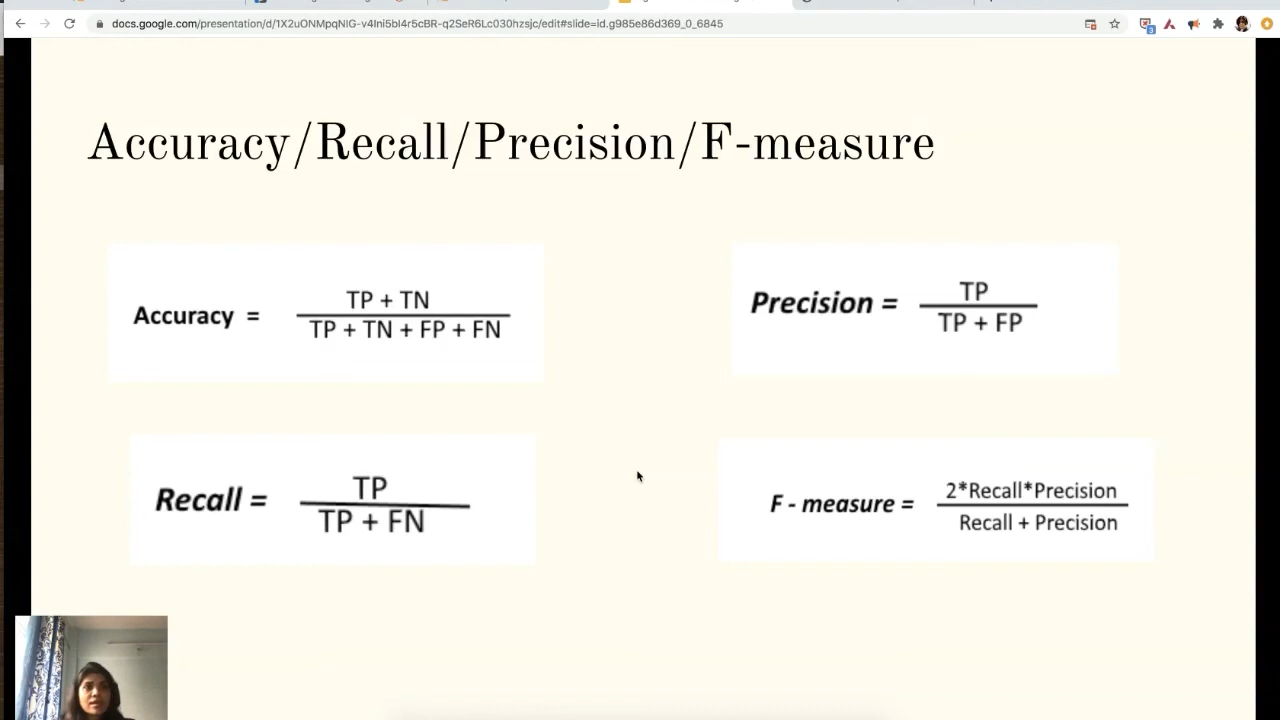 docs.google.com/presentation/d/1X2uONMpqNIG-v4Ini5bl4r5cBR-q2SeR6Lc030hzsjc/edit#slide=id.g985e86d369_0_6845
3
Accuracy/Recall/Precision/F-measure
Accuracy = TP + TN
TP + TN + FP + FN
Precision = TP
TP + FP
Recall = TP
TP + FN
F - measure = 2*Recall*Precision
Recall + Precision